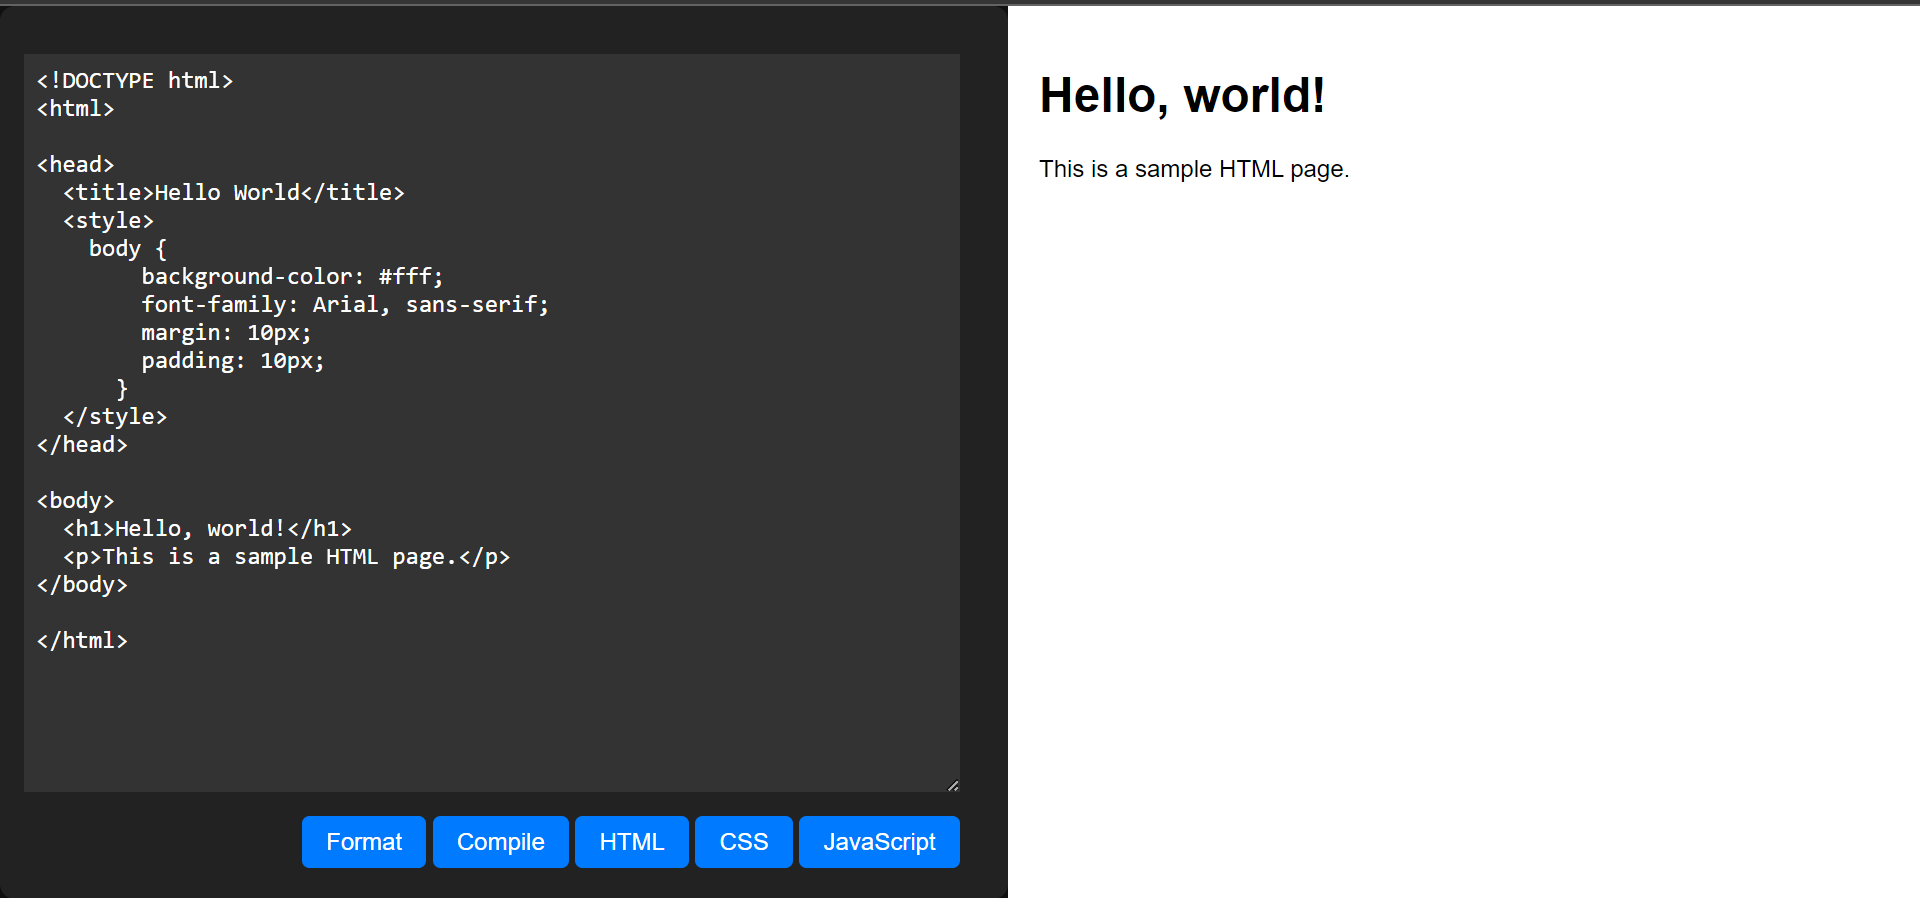 <!DOCTYPE html>
<html>
<head>
<title>Hello World</title>
<style>
body {
background-color: #fff;
font-family: Arial, sans-serif;
margin: 10px;
padding: 10px;
}
</style>
</head>
<body>
<h1>Hello, world!</h1>
<p>This is a sample HTML page.</p>
</body>
</html>
Format Compile HTML CSS JavaScript
Hello, world!
This is a sample HTML page.